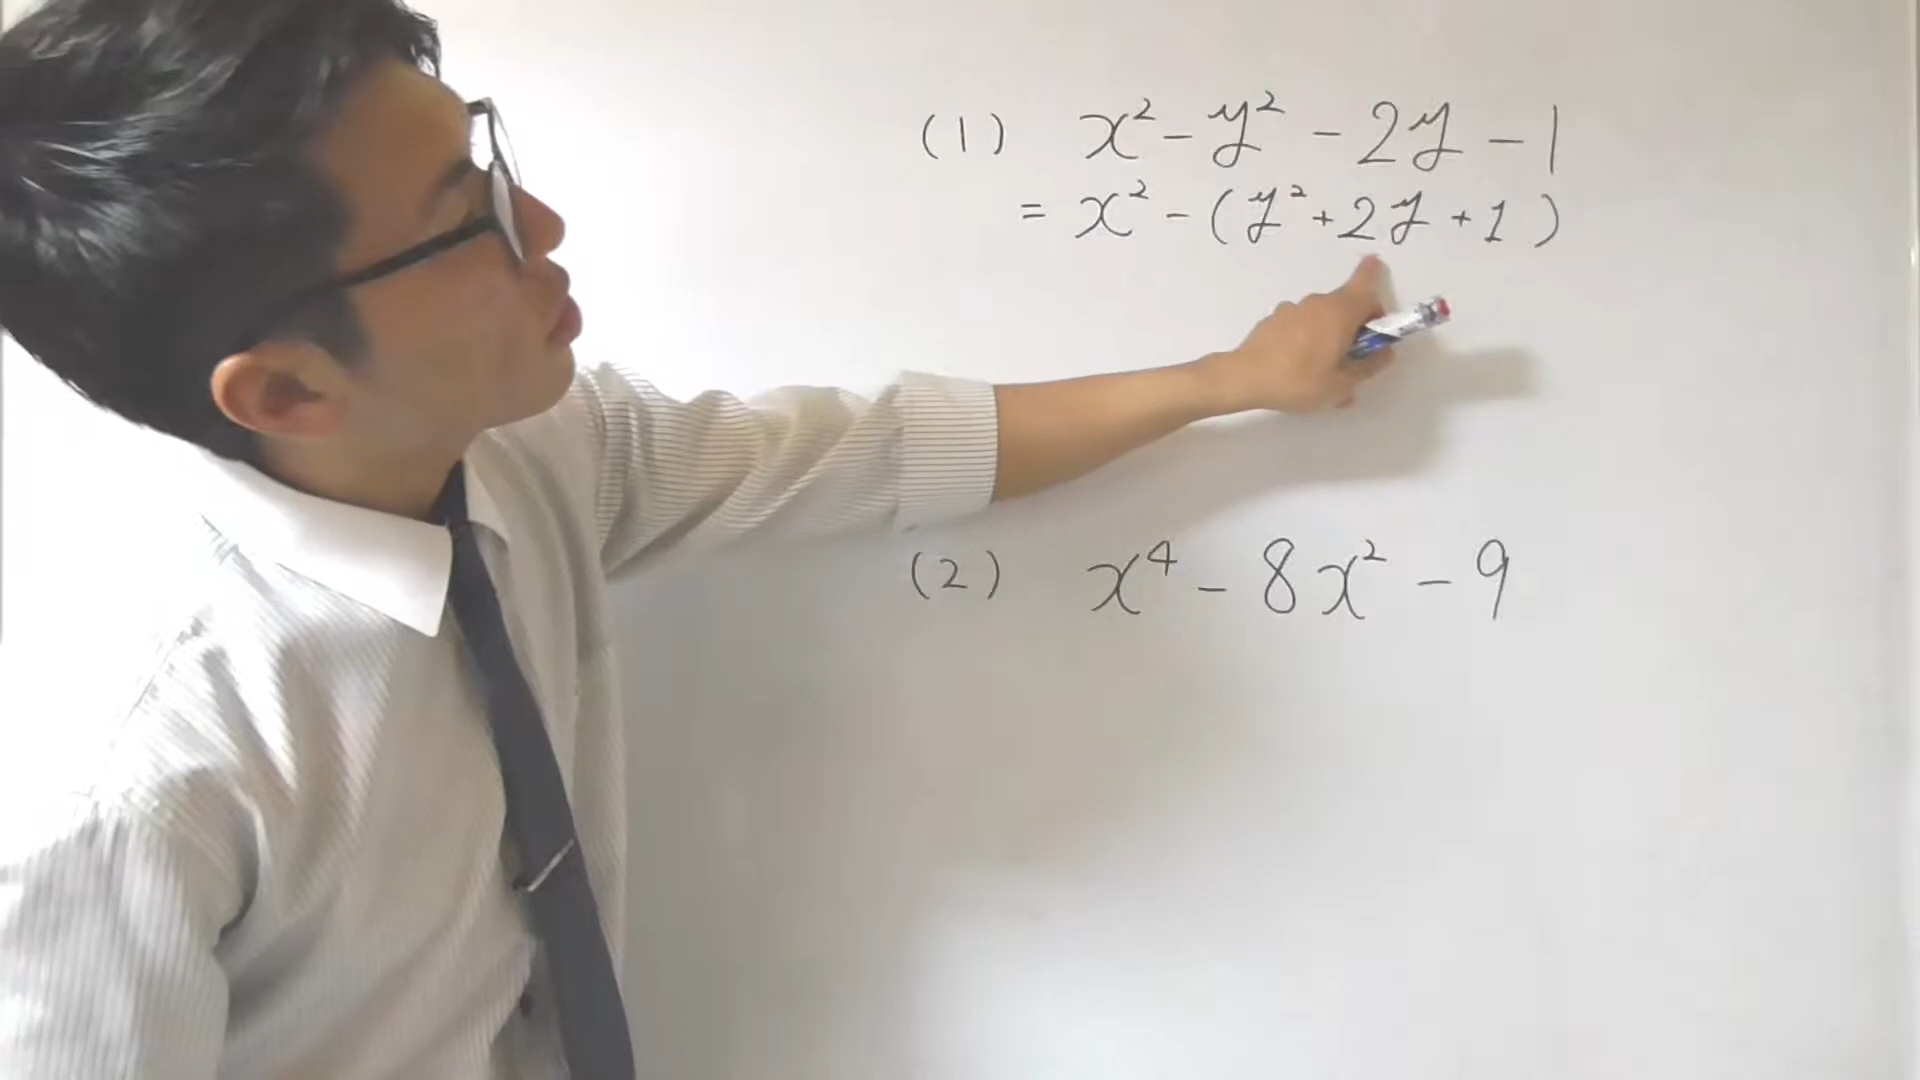 (1) x² - y² - 2y - 1
= x² - (y² + 2y + 1)
(2) x⁴ - 8x² - 9